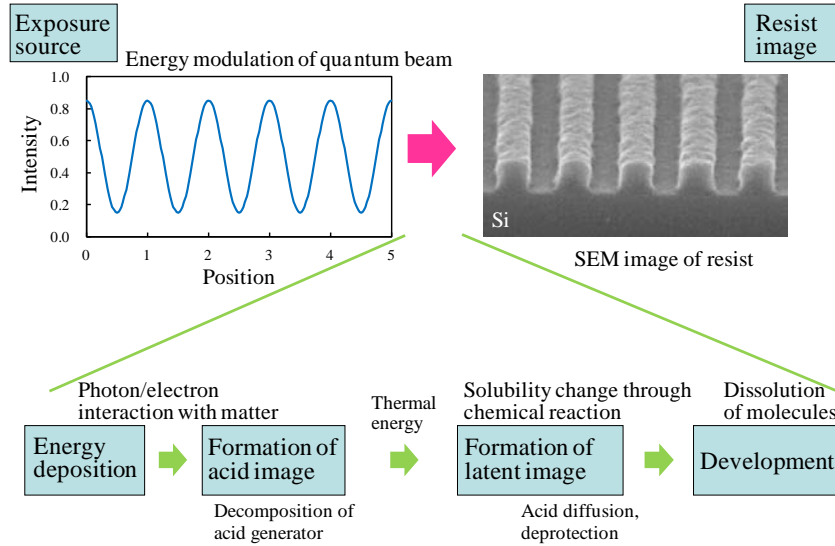 Exposure
source
Energy modulation of quantum beam
Resist
image
1.0
0.8
0.6
0.4
0.2
0.0
Intensity
0 1 2 3 4 5
Position
Si
SEM image of resist
Photon/electron
interaction with matter
Thermal
energy
Solubility change through
chemical reaction
Dissolution
of molecules
Energy
deposition
Formation of
acid image
Formation of
latent image
Development
Decomposition of
acid generator
Acid diffusion,
deprotection